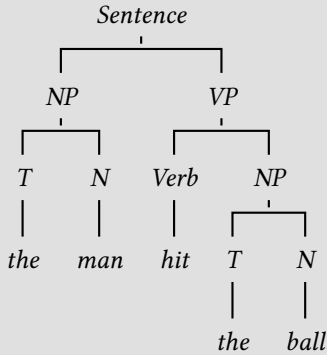 Sentence
NP VP
T N Verb NP
the man hit T N
the ball